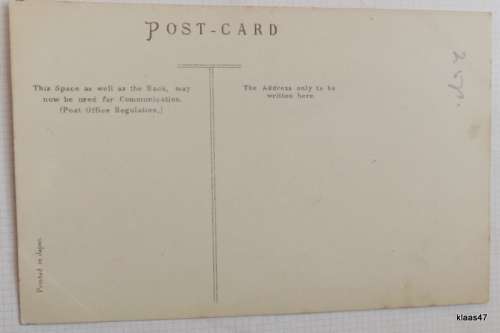 POST-CARD
This Space as well as the Back, may
now be used for Communication.
(Post Office Regulation.)
The Address only to be
written here.
Printed in Japan
klaas47